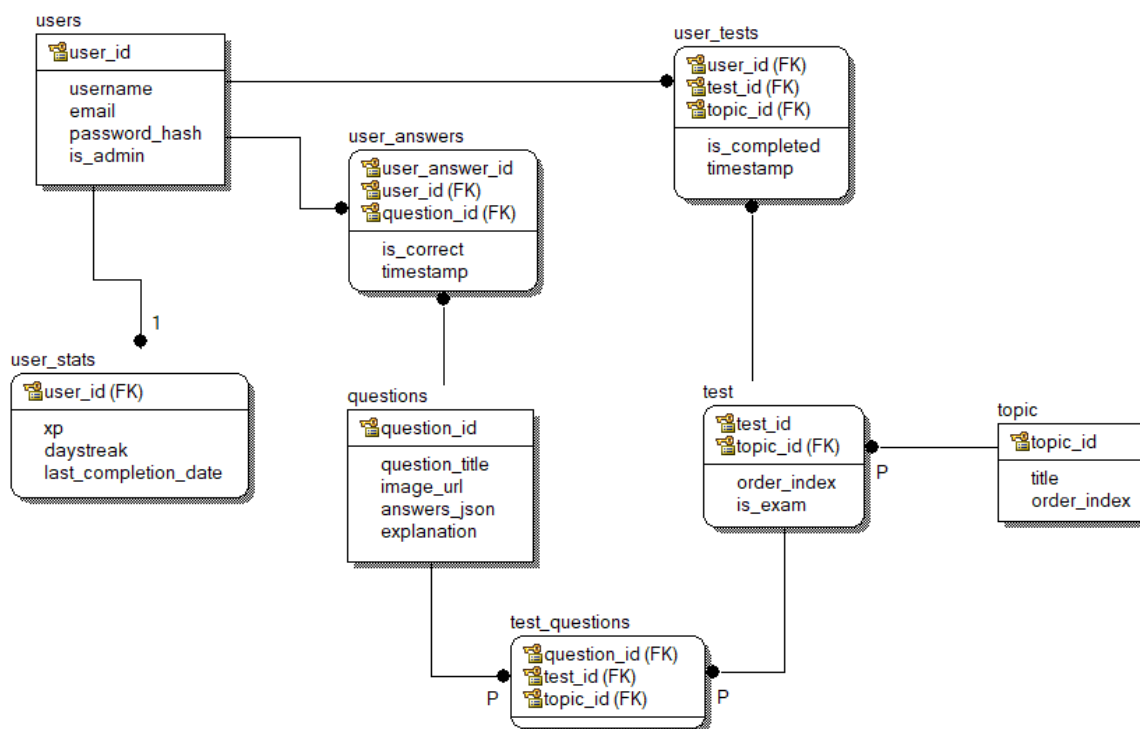 users
user_id
username
email
password_hash
is_admin
user_tests
user_id (FK)
test_id (FK)
topic_id (FK)
is_completed
timestamp
user_answers
user_answer_id
user_id (FK)
question_id (FK)
is_correct
timestamp
1
user_stats
user_id (FK)
xp
daystreak
last_completion_date
questions
question_id
question_title
image_url
answers_json
explanation
test
test_id
topic_id (FK)
order_index
is_exam
P
topic
topic_id
title
order_index
test_questions
question_id (FK)
test_id (FK)
topic_id (FK)
P
P